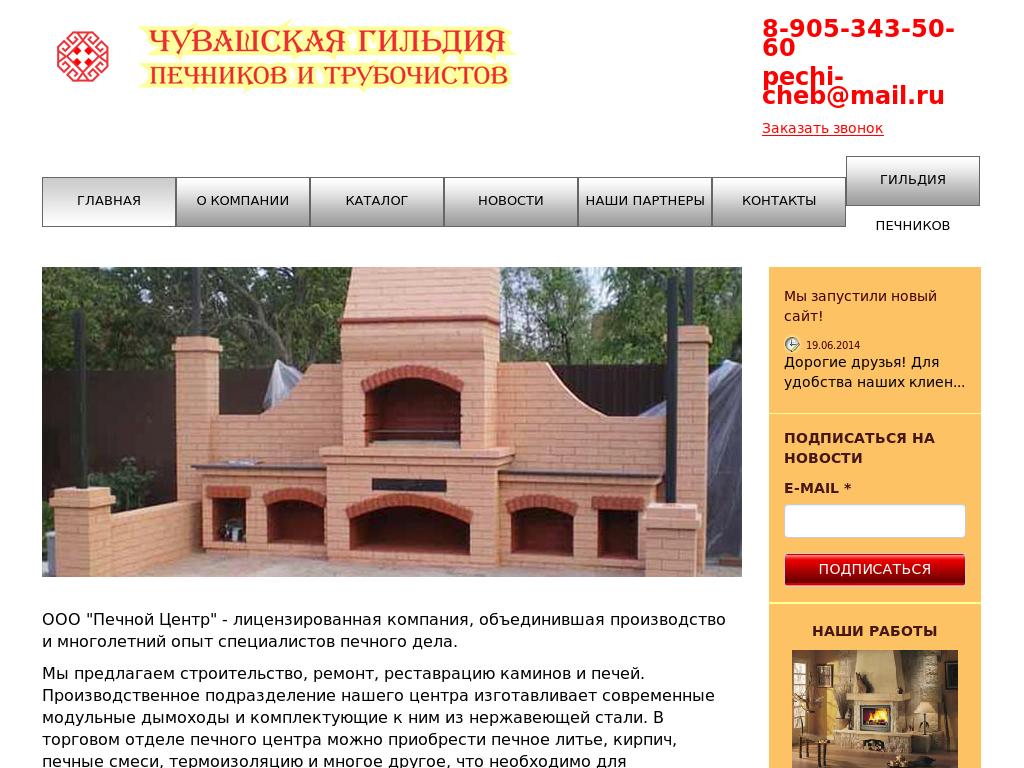 ЧУВАШСКАЯ ГИЛЬДИЯ
ПЕЧНИКОВ И ТРУБОЧИСТОВ
8-905-343-50-
60
pechi-
cheb@mail.ru
Заказать звонок
ГЛАВНАЯ
О КОМПАНИИ
КАТАЛОГ
НОВОСТИ
НАШИ ПАРТНЕРЫ
КОНТАКТЫ
ГИЛЬДИЯ
ПЕЧНИКОВ
Мы запустили новый
сайт!
19.06.2014
Дорогие друзья! Для
удобства наших клиен...
ПОДПИСАТЬСЯ НА
НОВОСТИ
E-MAIL *
ПОДПИСАТЬСЯ
НАШИ РАБОТЫ
ООО "Печной Центр" - лицензированная компания, объединившая производство
и многолетний опыт специалистов печного дела.
Мы предлагаем строительство, ремонт, реставрацию каминов и печей.
Производственное подразделение нашего центра изготавливает современные
модульные дымоходы и комплектующие к ним из нержавеющей стали. В
торговом отделе печного центра можно приобрести печное литье, кирпич,
печные смеси, термоизоляцию и многое другое, что необходимо для